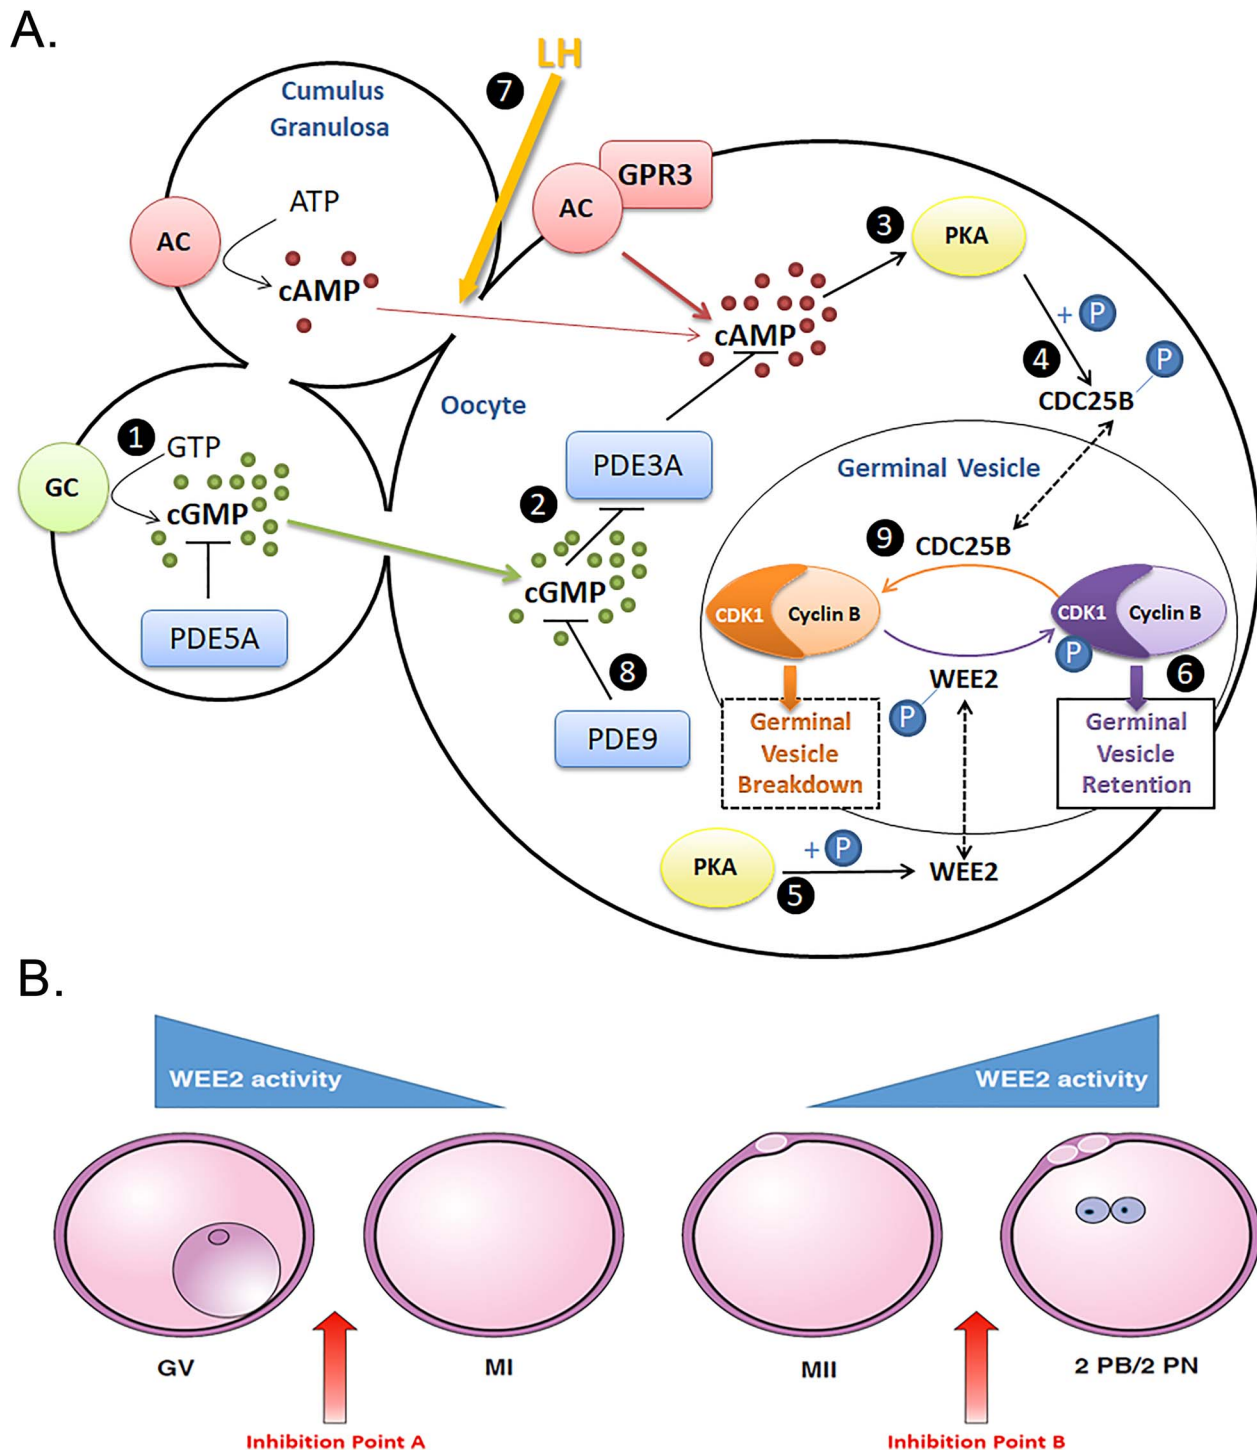 A.
LH
7
Cumulus
Granulosa
GPR3
AC
3
PKA
ATP
AC
cAMP
+ P
cAMP
4
P
CDC25B
Oocyte
1
GTP
PDE3A
Germinal Vesicle
GC
cGMP
2
9
CDC25B
cGMP
CDK1
Cyclin B
CDK1
Cyclin B
PDE5A
8
P
6
WEE2
P
PDE9
Germinal
Vesicle
Breakdown
Germinal
Vesicle
Retention
+ P
PKA
WEE2
5
B.
WEE2 activity
WEE2 activity
GV
MI
MII
2 PB/2 PN
Inhibition Point A
Inhibition Point B